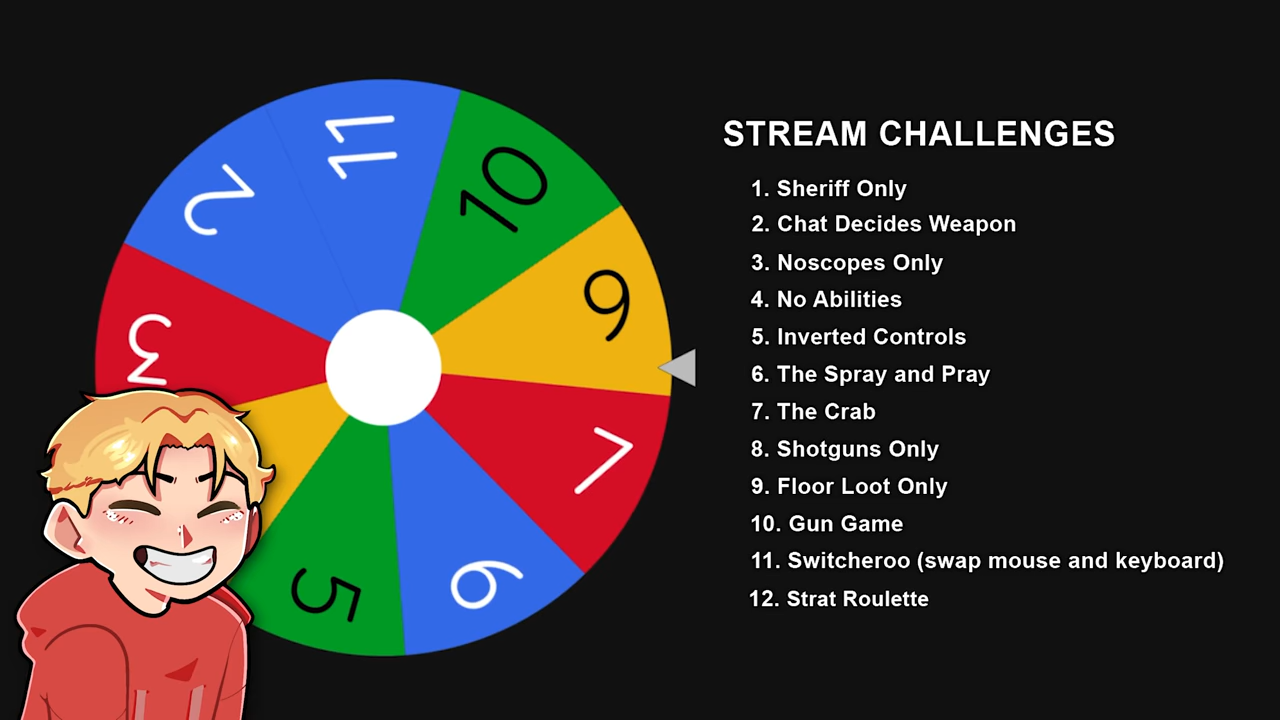 11
10
2
9
3
7
5
6
STREAM CHALLENGES
1. Sheriff Only
2. Chat Decides Weapon
3. Noscopes Only
4. No Abilities
5. Inverted Controls
6. The Spray and Pray
7. The Crab
8. Shotguns Only
9. Floor Loot Only
10. Gun Game
11. Switcheroo (swap mouse and keyboard)
12. Strat Roulette